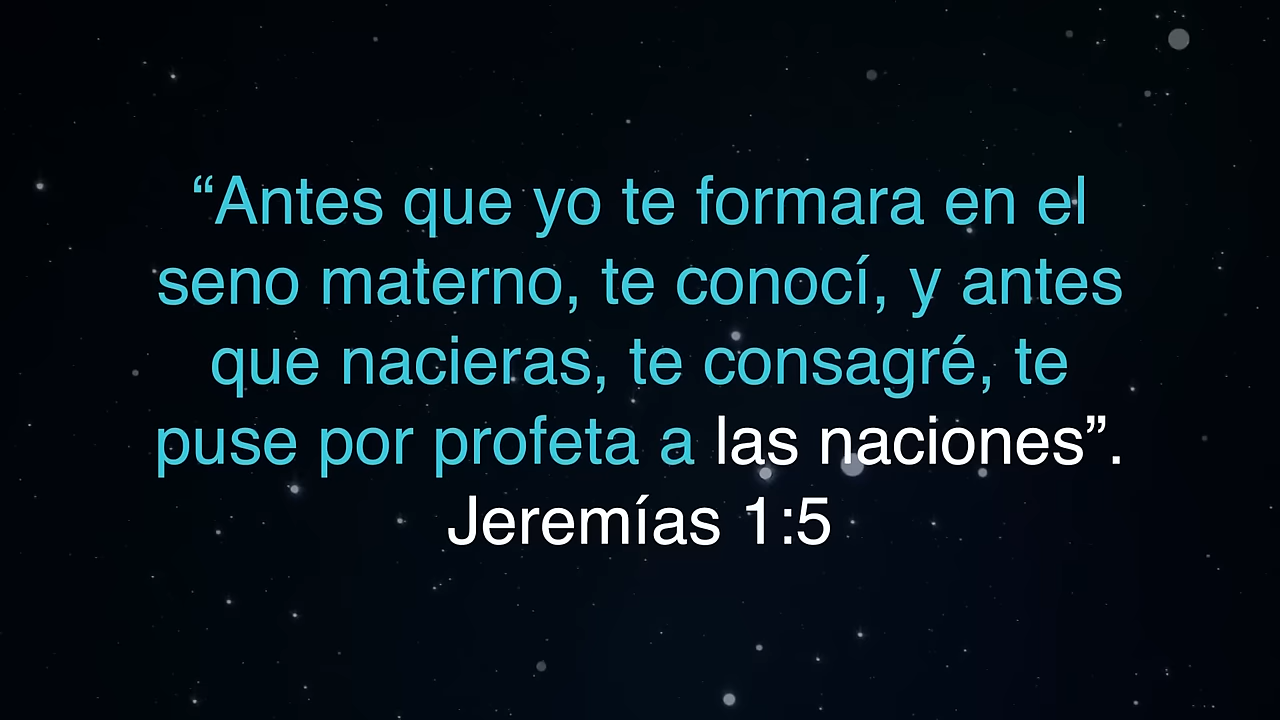 “Antes que yo te formara en el
seno materno, te conocí, y antes
que nacieras, te consagré, te
puse por profeta a las naciones”.
Jeremías 1:5